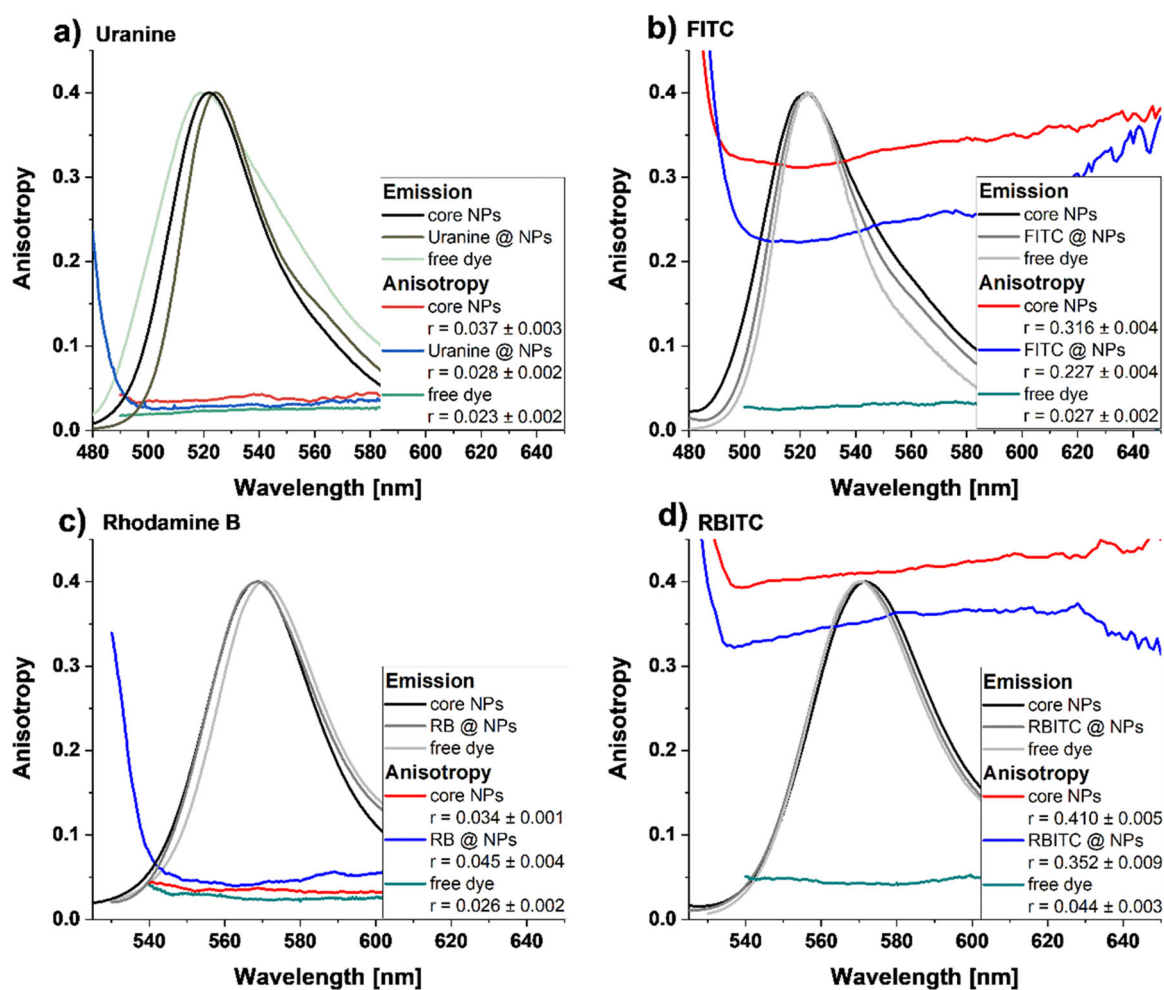 a) Uranine
Anisotropy
0.4
0.3
0.2
0.1
0.0
480 500 520 540 560 580 600 620 640
Wavelength [nm]
Emission
core NPs
Uranine @ NPs
free dye
Anisotropy
core NPs
r = 0.037 ± 0.003
Uranine @ NPs
r = 0.028 ± 0.002
free dye
r = 0.023 ± 0.002
b) FITC
Anisotropy
0.4
0.3
0.2
0.1
0.0
480 500 520 540 560 580 600 620 640
Wavelength [nm]
Emission
core NPs
FITC @ NPs
free dye
Anisotropy
core NPs
r = 0.316 ± 0.004
FITC @ NPs
r = 0.227 ± 0.004
free dye
r = 0.027 ± 0.002
c) Rhodamine B
Anisotropy
0.4
0.3
0.2
0.1
0.0
540 560 580 600 620 640
Wavelength [nm]
Emission
core NPs
RB @ NPs
free dye
Anisotropy
core NPs
r = 0.034 ± 0.001
RB @ NPs
r = 0.045 ± 0.004
free dye
r = 0.026 ± 0.002
d) RBITC
Anisotropy
0.4
0.3
0.2
0.1
0.0
540 560 580 600 620 640
Wavelength [nm]
Emission
core NPs
RBITC @ NPs
free dye
Anisotropy
core NPs
r = 0.410 ± 0.005
RBITC @ NPs
r = 0.352 ± 0.009
free dye
r = 0.044 ± 0.003